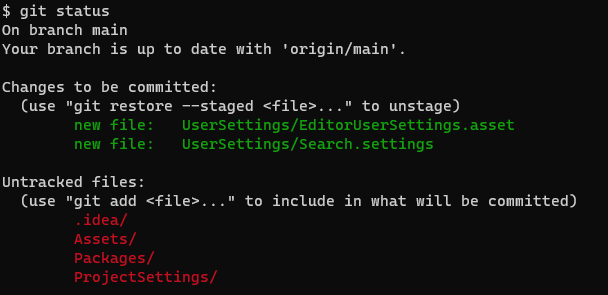 $ git status
On branch main
Your branch is up to date with 'origin/main'.
Changes to be committed:
(use "git restore --staged <file>..." to unstage)
new file:   UserSettings/EditorUserSettings.asset
new file:   UserSettings/Search.settings
Untracked files:
(use "git add <file>..." to include in what will be committed)
.idea/
Assets/
Packages/
ProjectSettings/